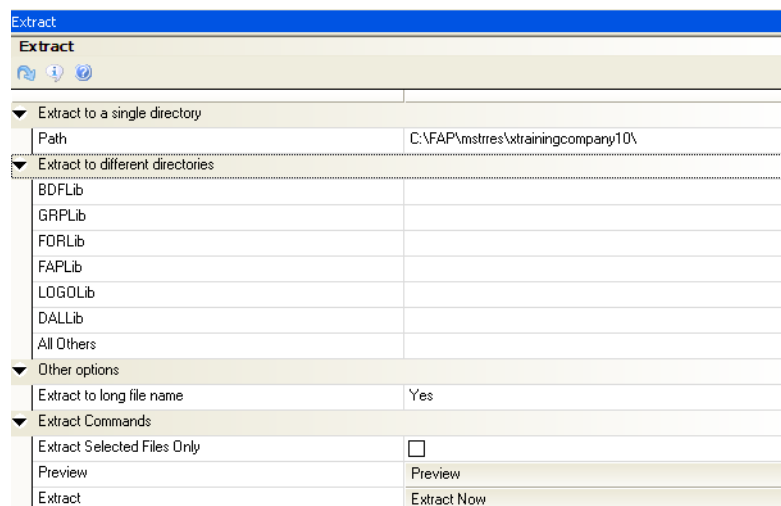 Extract
Extract
Extract to a single directory
Path C:\FAP\mstrres\xtrainingcompany10\
Extract to different directories
BDFLib
GRPLib
FORLib
FAPLib
LOGOLib
DALLib
All Others
Other options
Extract to long file name Yes
Extract Commands
Extract Selected Files Only
Preview Preview
Extract Extract Now